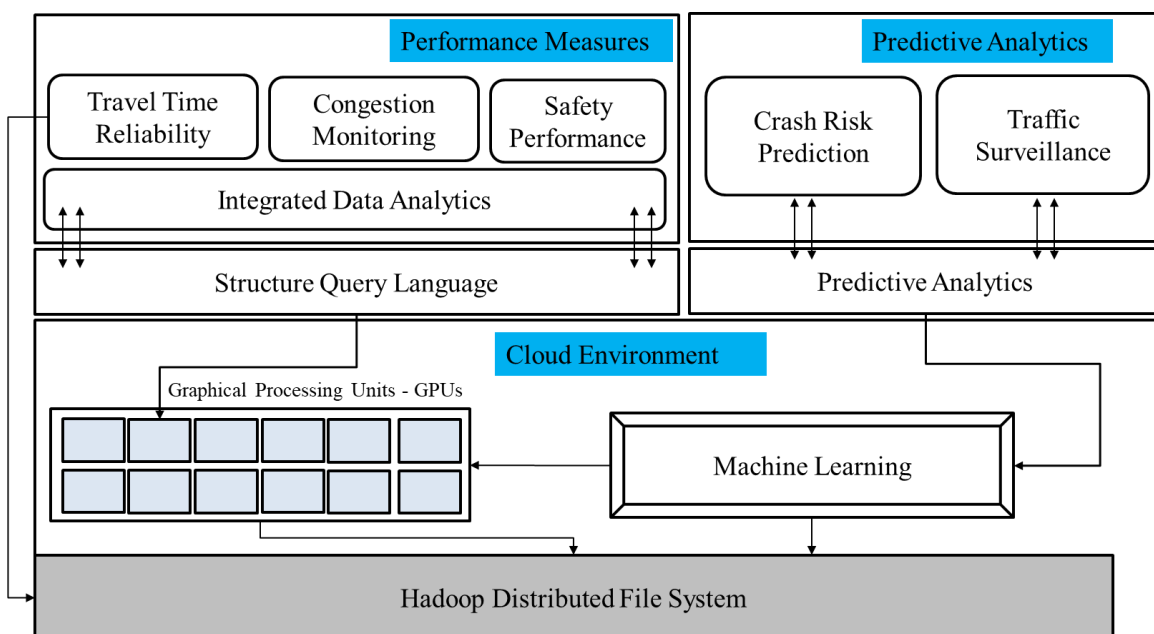 Performance Measures
Predictive Analytics
Travel Time
Reliability
Congestion
Monitoring
Safety
Performance
Crash Risk
Prediction
Traffic
Surveillance
Integrated Data Analytics
Structure Query Language
Predictive Analytics
Cloud Environment
Graphical Processing Units - GPUs
Machine Learning
Hadoop Distributed File System